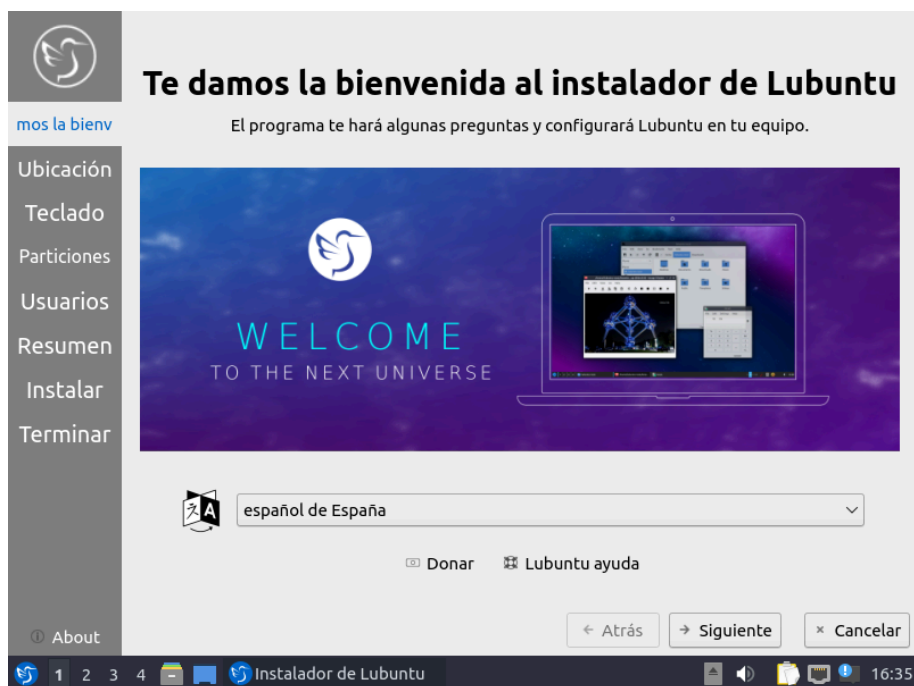 Te damos la bienvenida al instalador de Lubuntu
El programa te hará algunas preguntas y configurará Lubuntu en tu equipo.
mos la bienv
Ubicación
Teclado
Particiones
Usuarios
Resumen
Instalar
Terminar
About
WELCOME
TO THE NEXT UNIVERSE
español de España
Donar Lubuntu ayuda
← Atrás → Siguiente × Cancelar
1 2 3 4 Instalador de Lubuntu 16:35